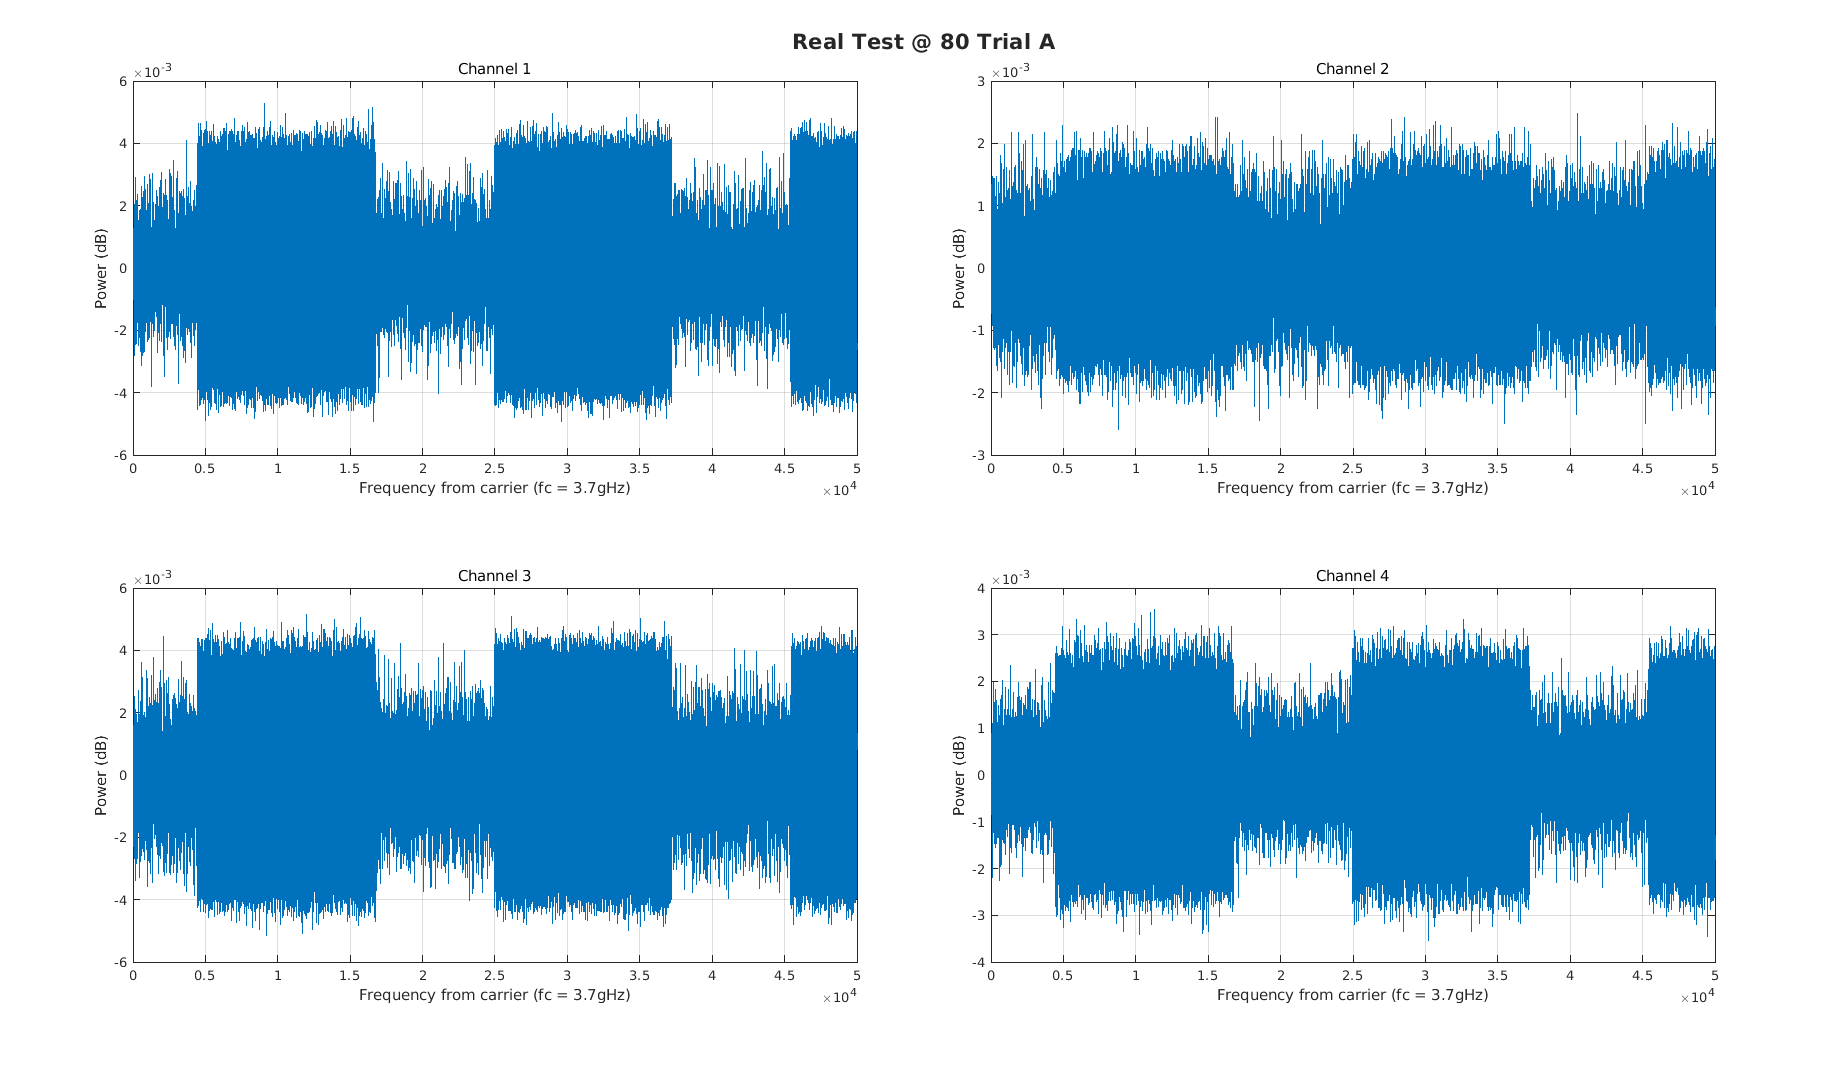 Real Test @ 80 Trial A
Channel 1
×10-3
6
4
2
0
-2
-4
-6
Power (dB)
0 0.5 1 1.5 2 2.5 3 3.5 4 4.5 5
Frequency from carrier (fc = 3.7gHz)
×104
Channel 2
×10-3
3
2
1
0
-1
-2
-3
Power (dB)
0 0.5 1 1.5 2 2.5 3 3.5 4 4.5 5
Frequency from carrier (fc = 3.7gHz)
×104
Channel 3
×10-3
6
4
2
0
-2
-4
-6
Power (dB)
0 0.5 1 1.5 2 2.5 3 3.5 4 4.5 5
Frequency from carrier (fc = 3.7gHz)
×104
Channel 4
×10-3
4
3
2
1
0
-1
-2
-3
-4
Power (dB)
0 0.5 1 1.5 2 2.5 3 3.5 4 4.5 5
Frequency from carrier (fc = 3.7gHz)
×104